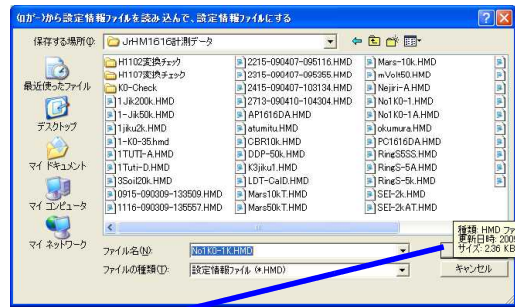 (ﾛｶﾞｰ)から設定情報ﾌｧｲﾙを読み込んで、設定情報ﾌｧｲﾙにする
保存する場所(I): JrHM1616計測データ
最近使ったファイル
デスクトップ
マイ ドキュメント
マイ コンピュータ
マイ ネットワーク
H1102変換チェック
H1107変換チェック
K0-Check
1Jik200k.HMD
1-Jik50k.HMD
1jiku2k.HMD
1-K0-35.hmd
1TUTI-A.HMD
1Tuti-D.HMD
3Soil20k.HMD
0915-090309-133509.HMD
1116-090309-135557.HMD
2215-090407-095116.HMD
2315-090407-095355.HMD
2415-090407-103134.HMD
2713-090410-104304.HMD
AP1616DA.HMD
atumitu.HMD
CBR10k.HMD
DDP-50k.HMD
K3jiku1.HMD
LDT-CalD.HMD
Mars10kT.HMD
Mars50kT.HMD
Mars-10k.HMD
mVolt50.HMD
Nejiri-A.HMD
No1K0-1.HMD
No1K0-1A.HMD
okumura.HMD
PC1616DA.HMD
RingS5SS.HMD
RingS-5A.HMD
RingS-5k.HMD
SEI-2k.HMD
SEI-2kAT.HMD
ファイル名(N): No1K0-1K.HMD
ファイルの種類(T): 設定情報ﾌｧｲﾙ (*.HMD)
キャンセル
種類: HMD ファ
更新日時: 200
サイズ: 2.36 KB